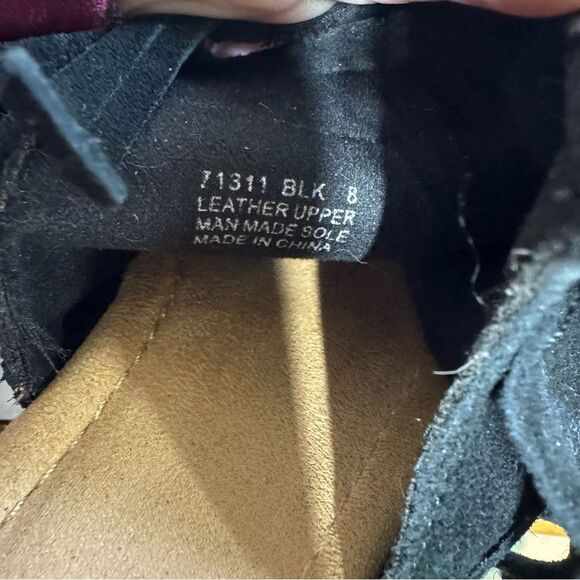 71311 BLK 8
LEATHER UPPER
MAN MADE SOLE
MADE IN CHINA